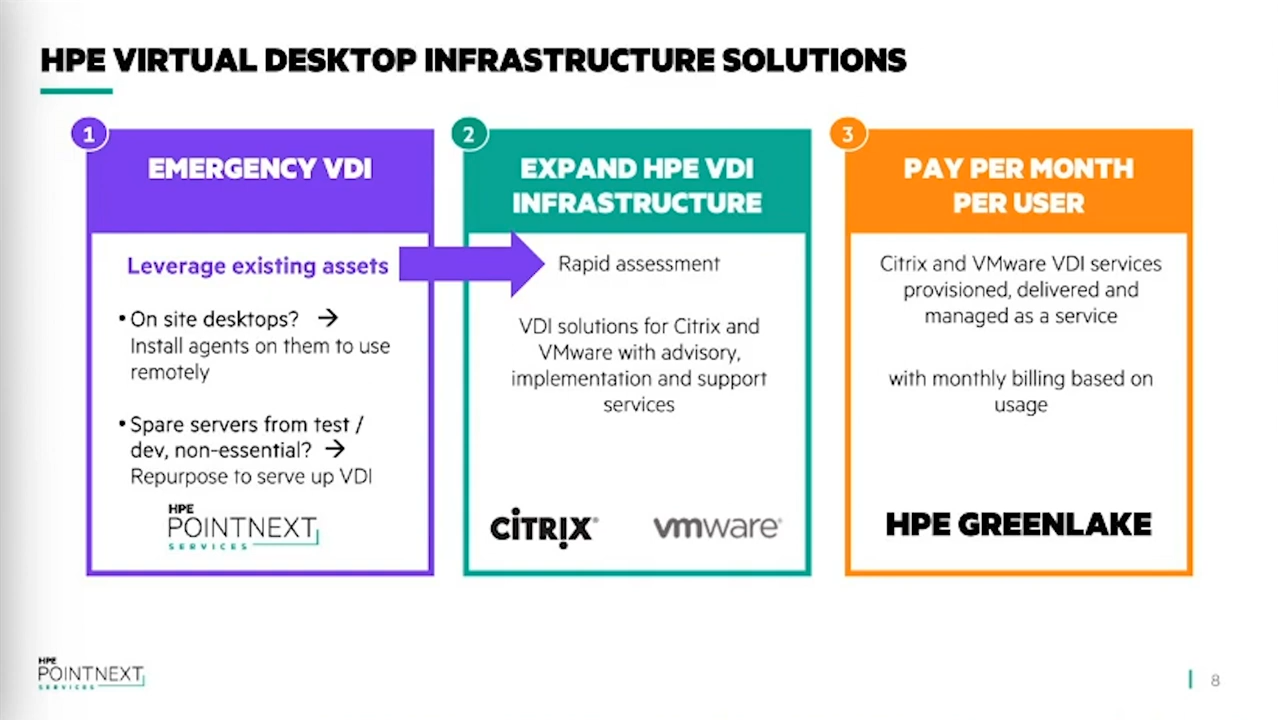 HPE VIRTUAL DESKTOP INFRASTRUCTURE SOLUTIONS
1
EMERGENCY VDI
Leverage existing assets
• On site desktops? →
Install agents on them to use
remotely
• Spare servers from test /
dev, non-essential? →
Repurpose to serve up VDI
HPE
POINTNEXT
SERVICES
2
EXPAND HPE VDI
INFRASTRUCTURE
Rapid assessment
VDI solutions for Citrix and
VMware with advisory,
implementation and support
services
CİTRIX®
vmware®
3
PAY PER MONTH
PER USER
Citrix and VMware VDI services
provisioned, delivered and
managed as a service
with monthly billing based on
usage
HPE GREENLAKE
HPE
POINTNEXT
SERVICES
8